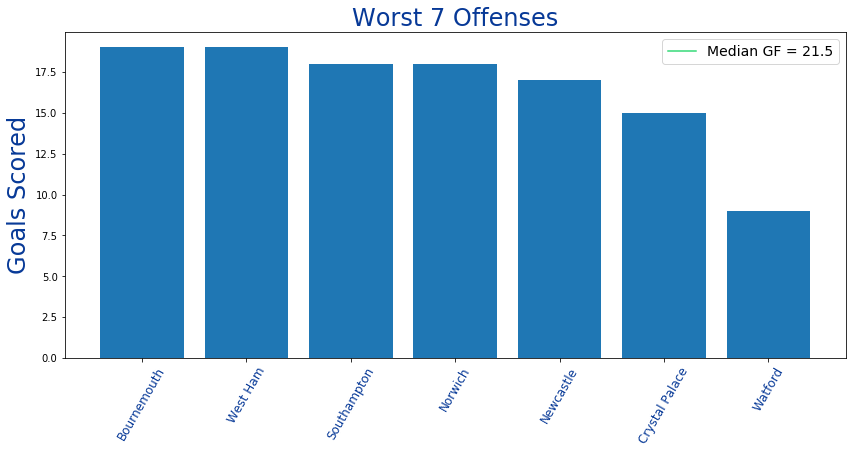 Worst 7 Offenses
Median GF = 21.5
Goals Scored
17.5
15.0
12.5
10.0
7.5
5.0
2.5
0.0
Bournemouth
West Ham
Southampton
Norwich
Newcastle
Crystal Palace
Watford